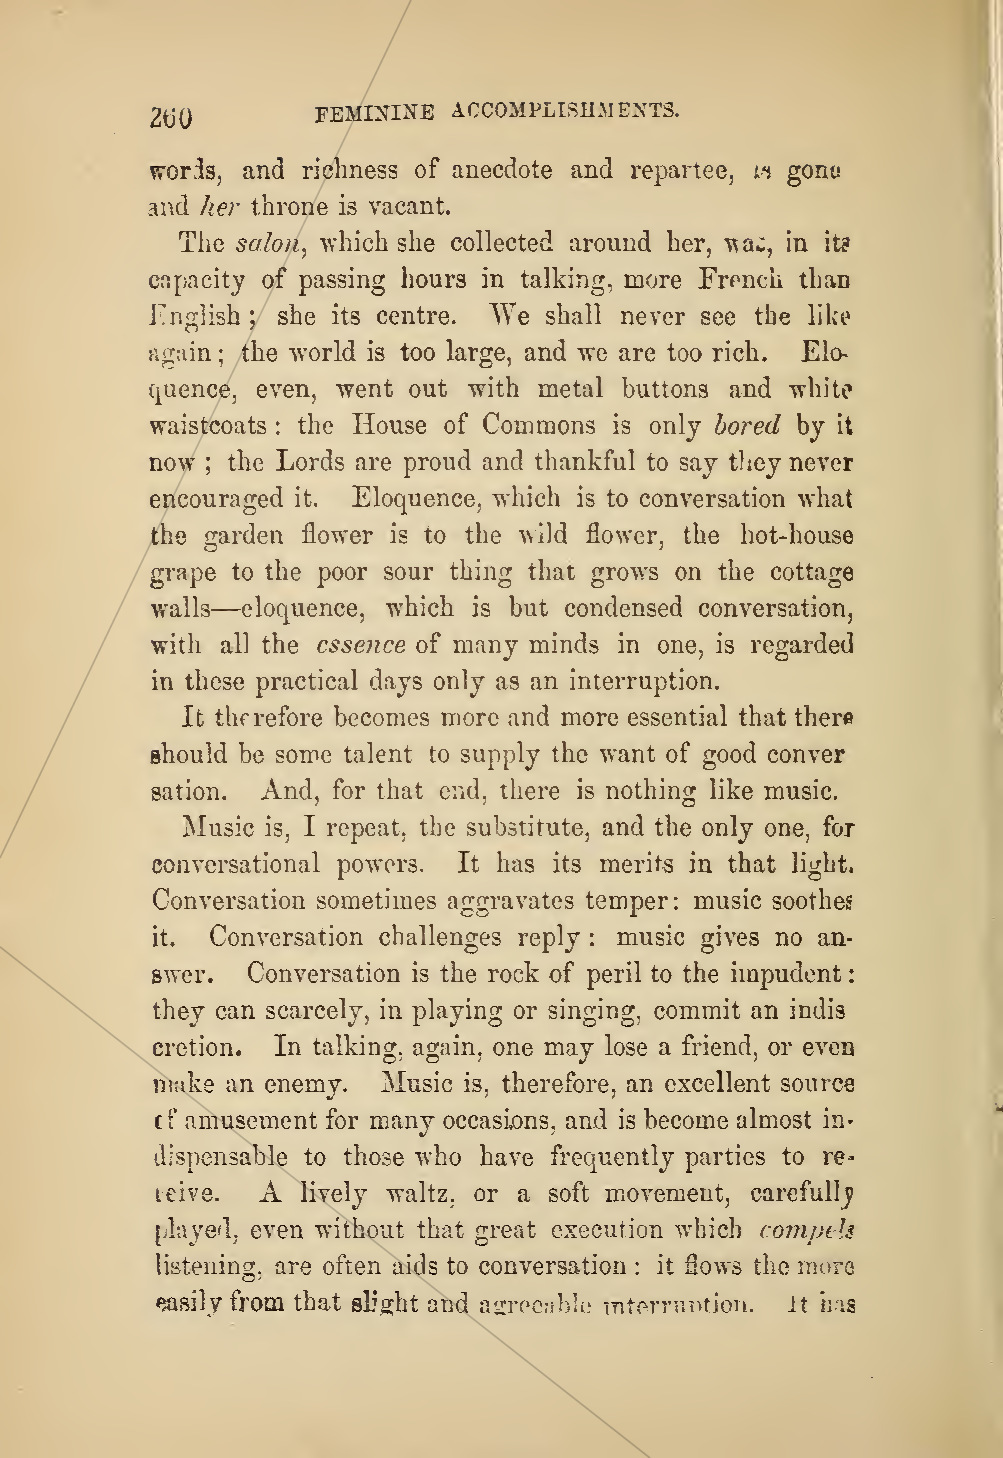 260 FEMININE ACCOMPLISHMENTS.
words, and richness of anecdote and repartee, is gone
and her throne is vacant.
The salon, which she collected around her, was, in its
capacity of passing hours in talking, more French than
English ; she its centre. We shall never see the like
again ; the world is too large, and we are too rich. Elo-
quence, even, went out with metal buttons and white
waistcoats : the House of Commons is only bored by it
now ; the Lords are proud and thankful to say they never
encouraged it. Eloquence, which is to conversation what
the garden flower is to the wild flower, the hot-house
grape to the poor sour thing that grows on the cottage
walls—eloquence, which is but condensed conversation,
with all the essence of many minds in one, is regarded
in these practical days only as an interruption.
It therefore becomes more and more essential that there
should be some talent to supply the want of good conver
sation. And, for that end, there is nothing like music.
Music is, I repeat, the substitute, and the only one, for
conversational powers. It has its merits in that light.
Conversation sometimes aggravates temper: music soothes
it. Conversation challenges reply : music gives no an-
swer. Conversation is the rock of peril to the impudent :
they can scarcely, in playing or singing, commit an indis
cretion. In talking, again, one may lose a friend, or even
make an enemy. Music is, therefore, an excellent source
of amusement for many occasions, and is become almost in-
dispensable to those who have frequently parties to re-
ceive. A lively waltz, or a soft movement, carefully
played, even without that great execution which compels
listening, are often aids to conversation : it flows the more
easily from that slight and agreeable interruption. It has